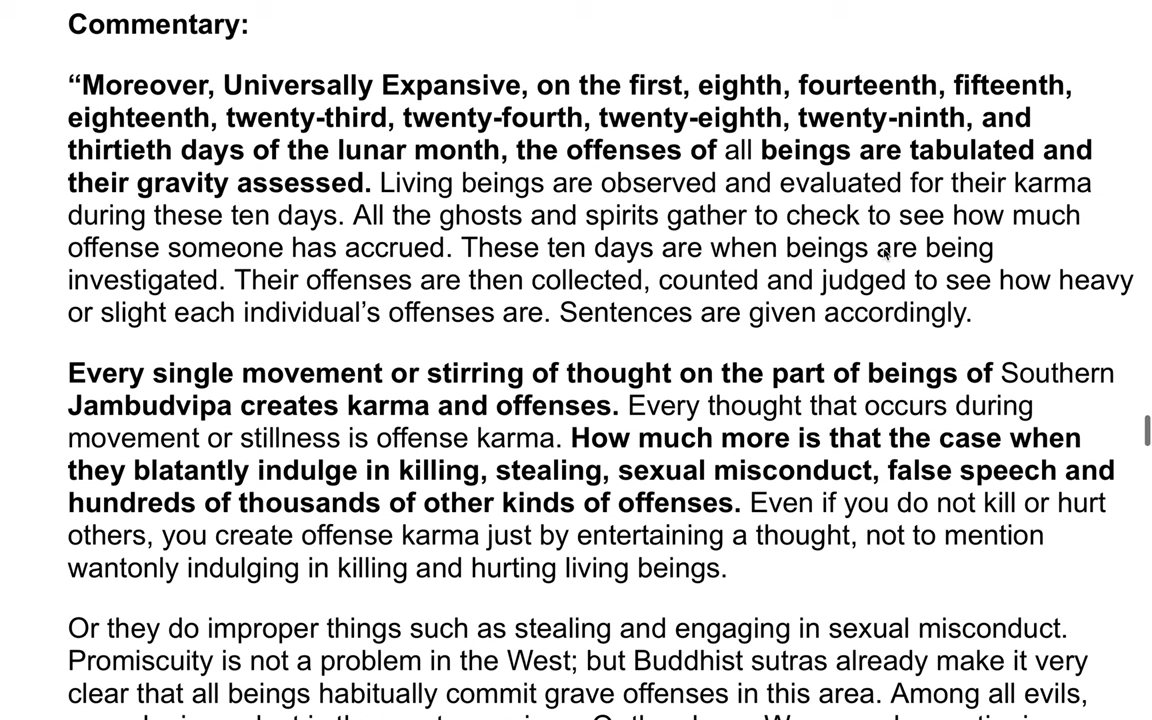 Commentary:
“Moreover, Universally Expansive, on the first, eighth, fourteenth, fifteenth,
eighteenth, twenty-third, twenty-fourth, twenty-eighth, twenty-ninth, and
thirtieth days of the lunar month, the offenses of all beings are tabulated and
their gravity assessed. Living beings are observed and evaluated for their karma
during these ten days. All the ghosts and spirits gather to check to see how much
offense someone has accrued. These ten days are when beings are being
investigated. Their offenses are then collected, counted and judged to see how heavy
or slight each individual’s offenses are. Sentences are given accordingly.
Every single movement or stirring of thought on the part of beings of Southern
Jambudvipa creates karma and offenses. Every thought that occurs during
movement or stillness is offense karma. How much more is that the case when
they blatantly indulge in killing, stealing, sexual misconduct, false speech and
hundreds of thousands of other kinds of offenses. Even if you do not kill or hurt
others, you create offense karma just by entertaining a thought, not to mention
wantonly indulging in killing and hurting living beings.
Or they do improper things such as stealing and engaging in sexual misconduct.
Promiscuity is not a problem in the West; but Buddhist sutras already make it very
clear that all beings habitually commit grave offenses in this area. Among all evils,